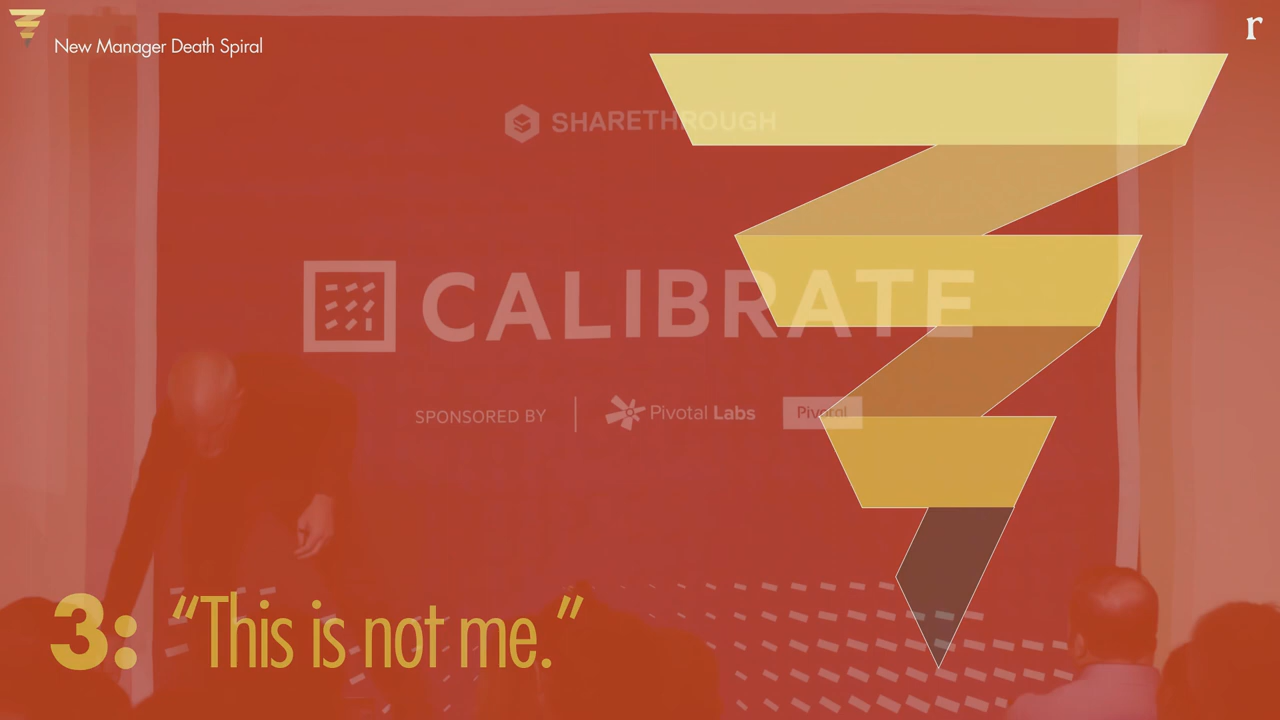 New Manager Death Spiral
r
SHARETHROUGH
CALIBRATE
SPONSORED BY
Pivotal Labs
Pivotal
3: “This is not me.”